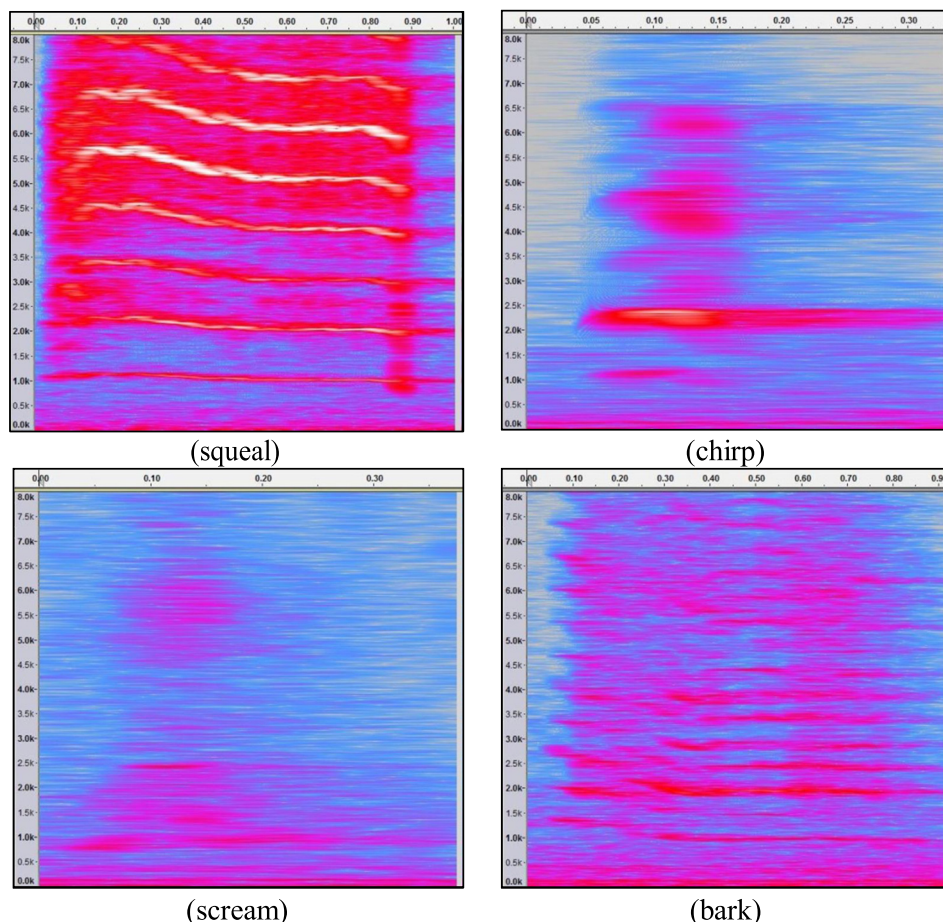 0.00 0.10 0.20 0.30 0.40 0.50 0.60 0.70 0.80 0.90 1.00
8.0k
7.5k
7.0k
6.5k
6.0k
5.5k
5.0k
4.5k
4.0k
3.5k
3.0k
2.5k
2.0k
1.5k
1.0k
0.5k
0.0k
(squeal)
0.00 0.05 0.10 0.15 0.20 0.25 0.30
8.0k
7.5k
7.0k
6.5k
6.0k
5.5k
5.0k
4.5k
4.0k
3.5k
3.0k
2.5k
2.0k
1.5k
1.0k
0.5k
0.0k
(chirp)
0.00 0.10 0.20 0.30
8.0k
7.5k
7.0k
6.5k
6.0k
5.5k
5.0k
4.5k
4.0k
3.5k
3.0k
2.5k
2.0k
1.5k
1.0k
0.5k
0.0k
(scream)
0.00 0.10 0.20 0.30 0.40 0.50 0.60 0.70 0.80
8.0k
7.5k
7.0k
6.5k
6.0k
5.5k
5.0k
4.5k
4.0k
3.5k
3.0k
2.5k
2.0k
1.5k
1.0k
0.5k
0.0k
(bark)